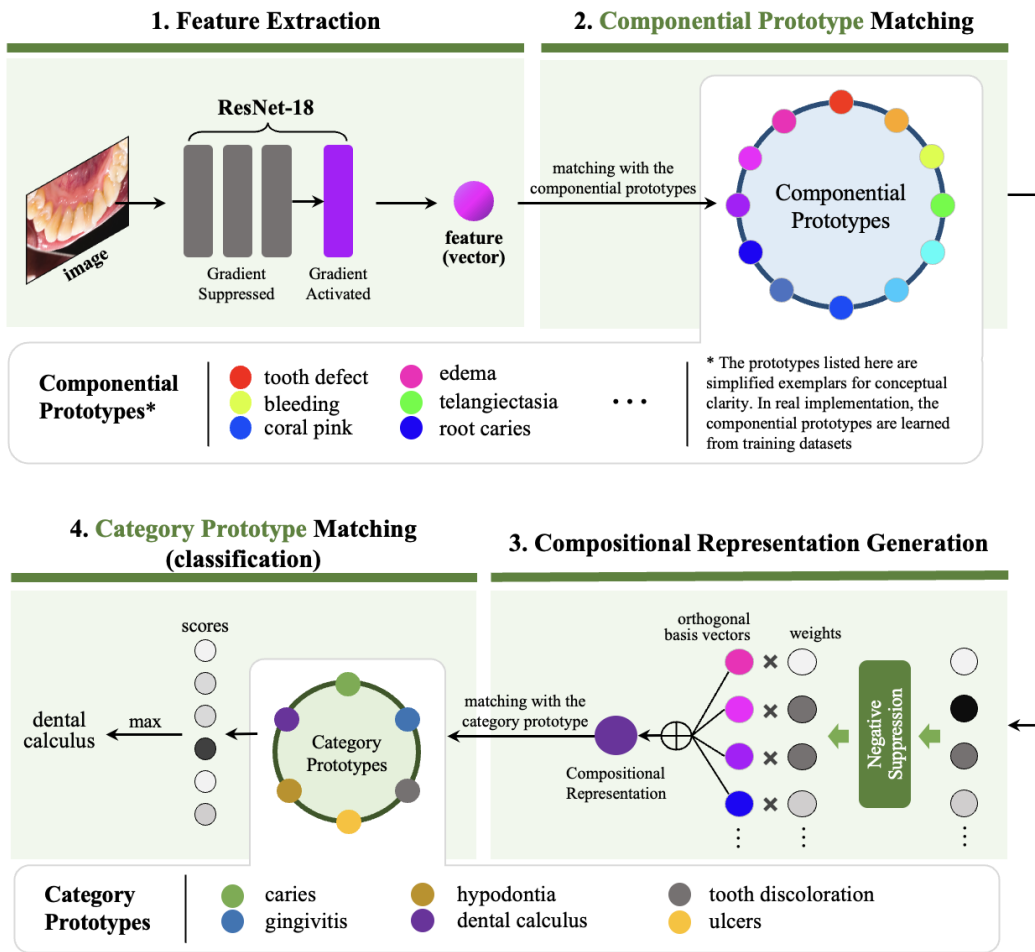 1. Feature Extraction
2. Componential Prototype Matching
ResNet-18
image
Gradient
Suppressed
Gradient
Activated
feature
(vector)
matching with the
componential prototypes
Componential
Prototypes
Componential
Prototypes*
tooth defect
bleeding
coral pink
edema
telangiectasia
root caries
...
* The prototypes listed here are
simplified exemplars for conceptual
clarity. In real implementation, the
componential prototypes are learned
from training datasets
4. Category Prototype Matching
(classification)
3. Compositional Representation Generation
scores
dental
calculus
max
Category
Prototypes
matching with the
category prototype
Compositional
Representation
orthogonal
basis vectors
weights
Negative
Suppression
Category
Prototypes
caries
gingivitis
hypodontia
dental calculus
tooth discoloration
ulcers